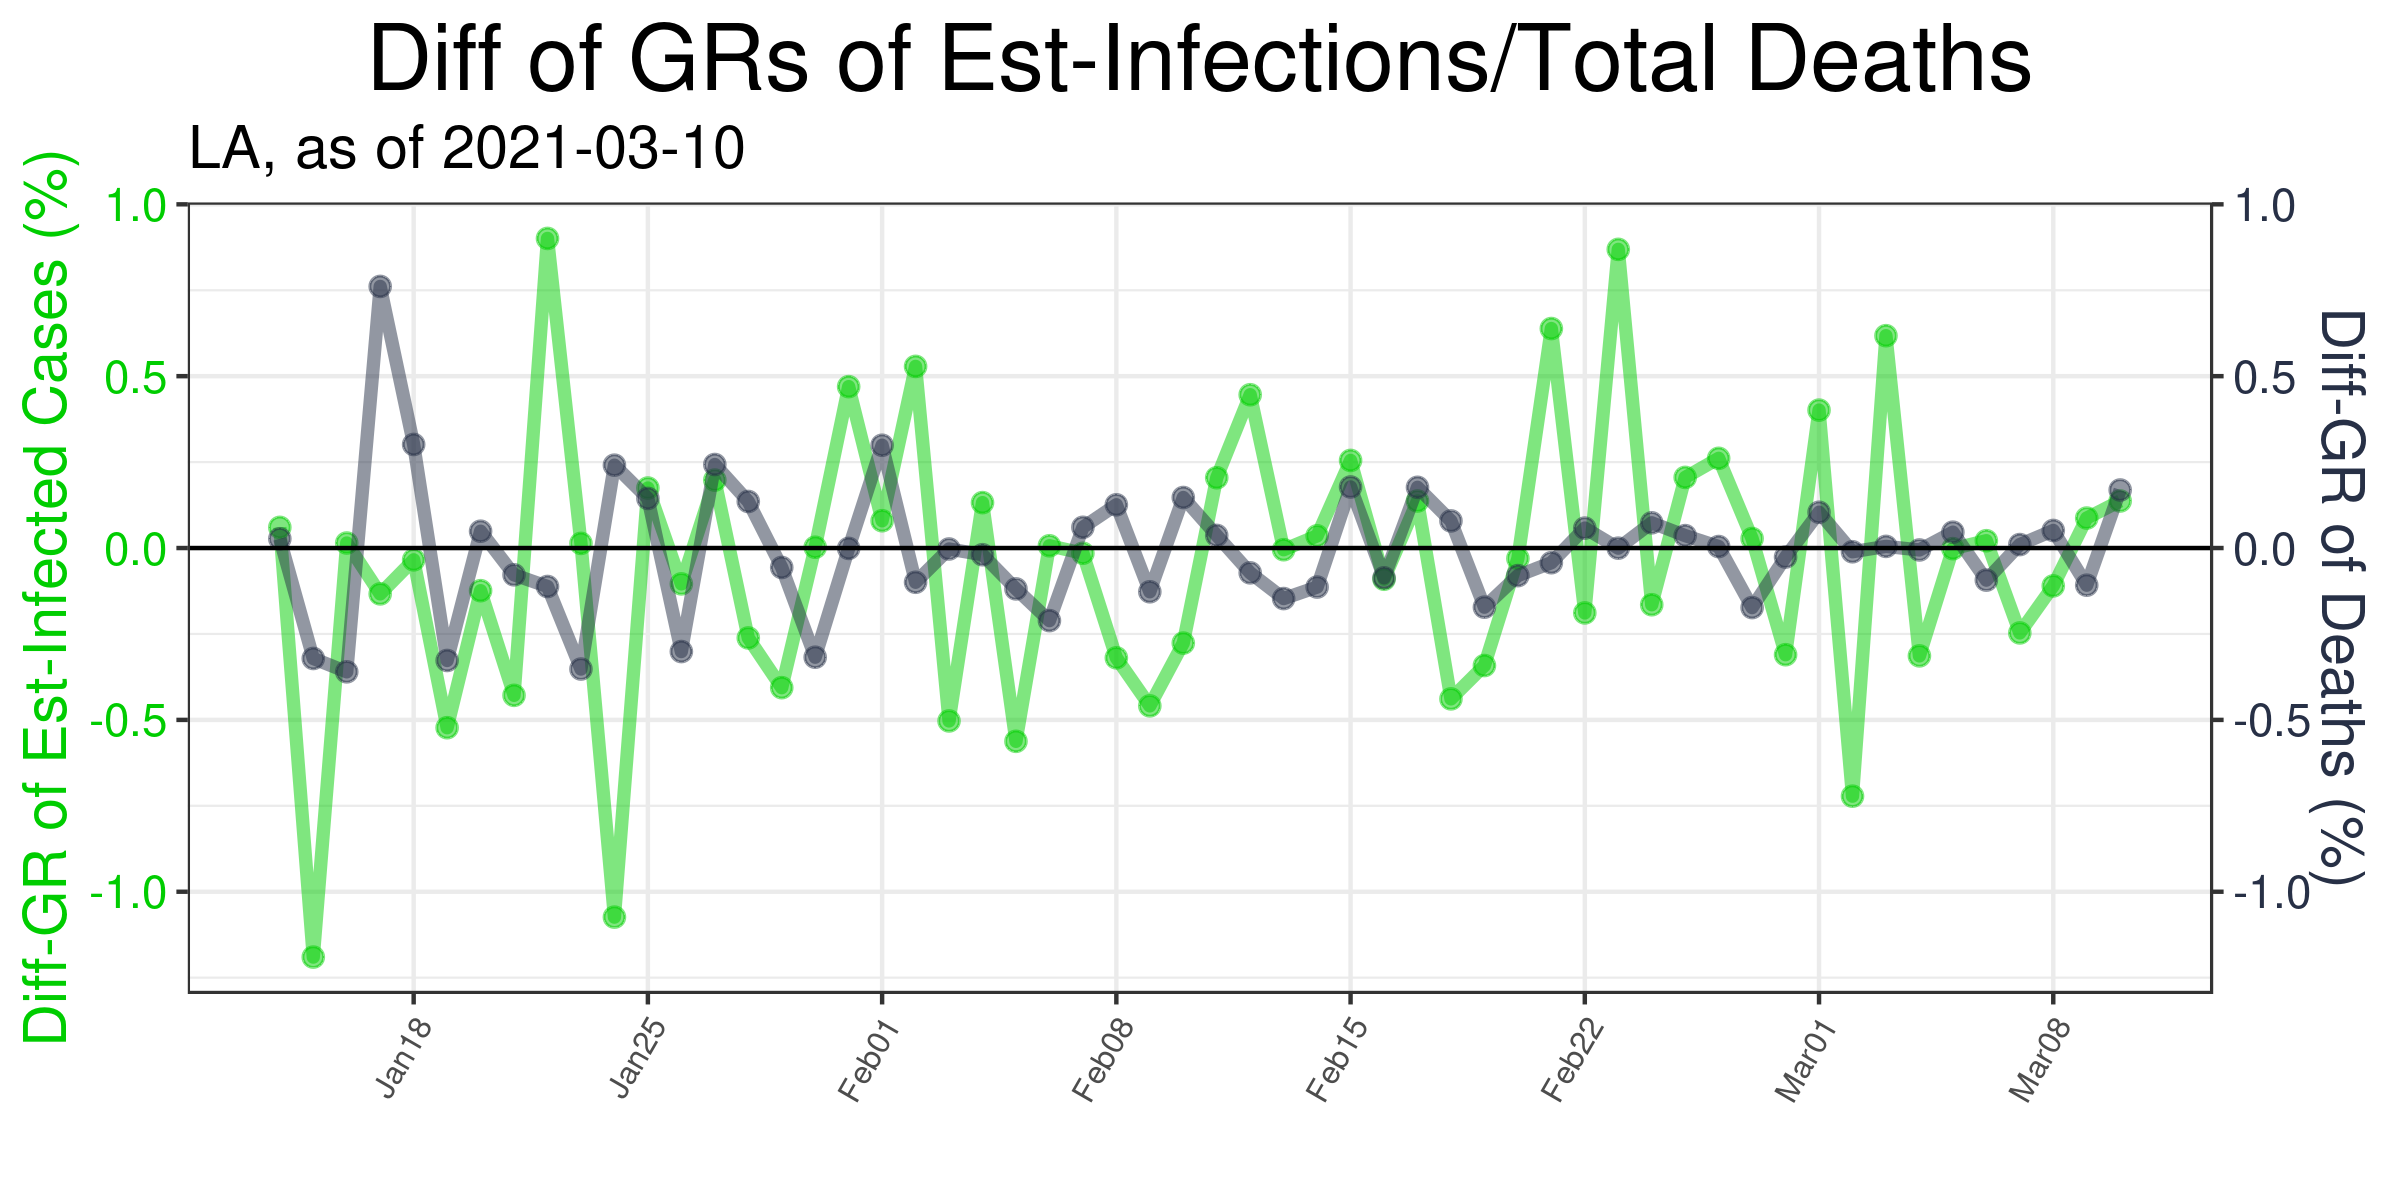 Diff of GRs of Est-Infections/Total Deaths
LA, as of 2021-03-10
Diff-GR of Est-Infected Cases (%)
1.0
0.5
0.0
-0.5
-1.0
1.0
0.5
0.0
-0.5
-1.0
Diff-GR of Deaths (%)
Jan18
Jan25
Feb01
Feb08
Feb15
Feb22
Mar01
Mar08